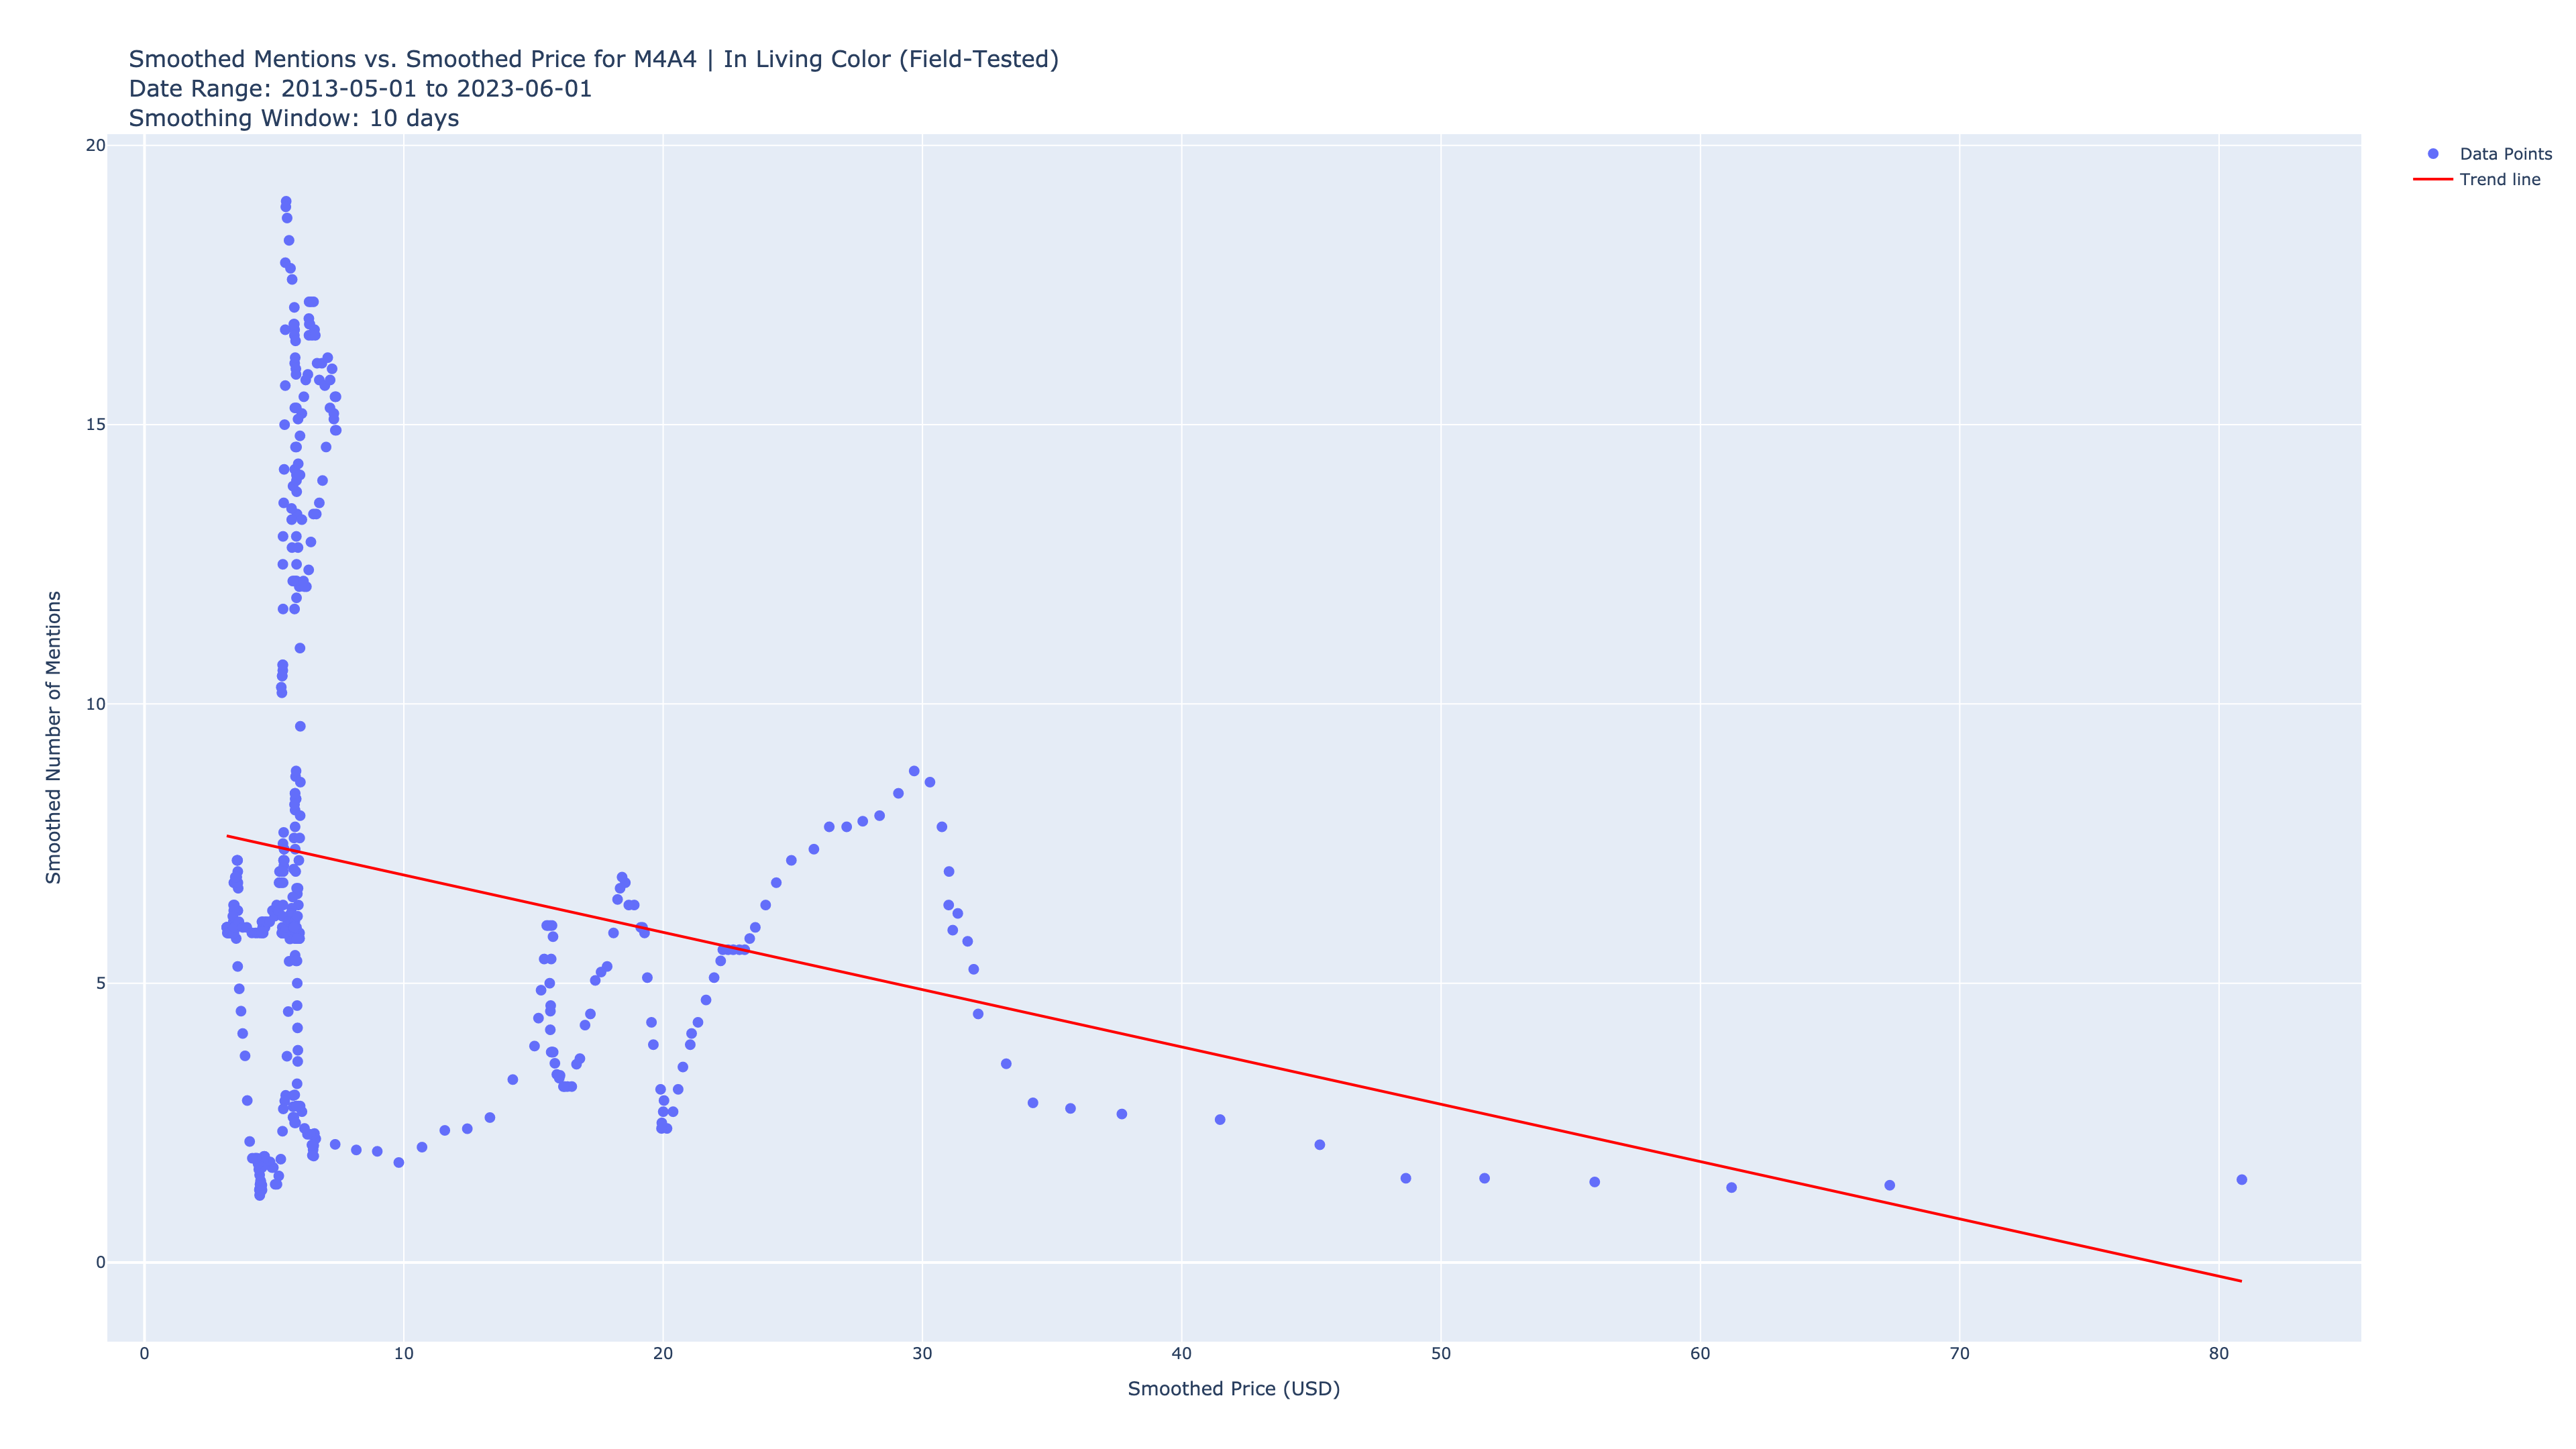 Smoothed Mentions vs. Smoothed Price for M4A4 | In Living Color (Field-Tested)
Date Range: 2013-05-01 to 2023-06-01
Smoothing Window: 10 days
Data Points
Trend line
Smoothed Number of Mentions
20
15
10
5
0
0 10 20 30 40 50 60 70 80
Smoothed Price (USD)